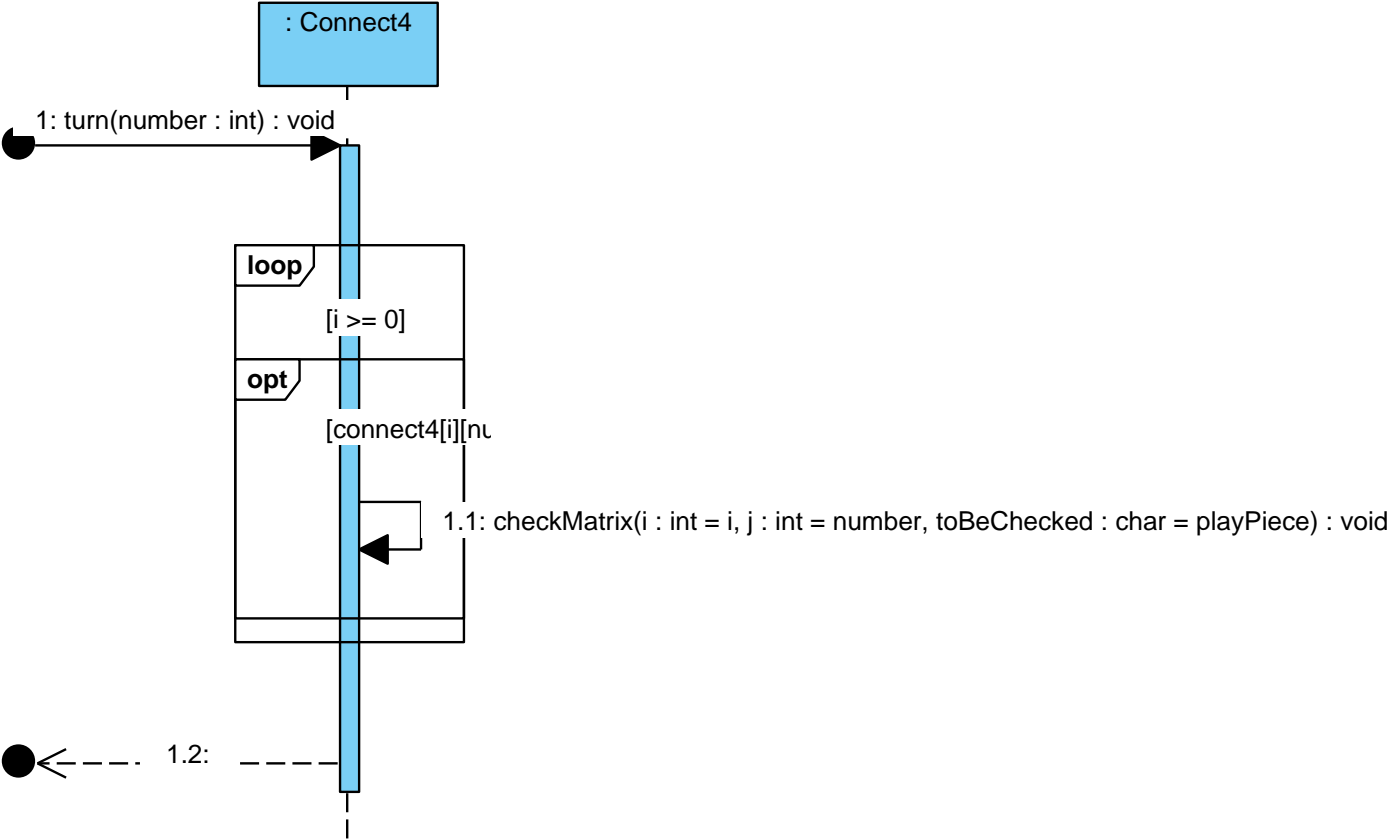 : Connect4
1: turn(number : int) : void
loop
[i >= 0]
opt
[connect4[i][nu
1.1: checkMatrix(i : int = i, j : int = number, toBeChecked : char = playPiece) : void
1.2: